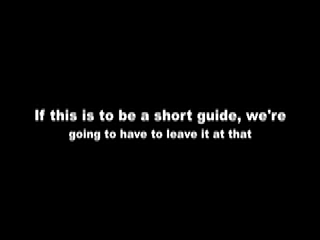 If this is to be a short guide, we're
going to have to leave it at that